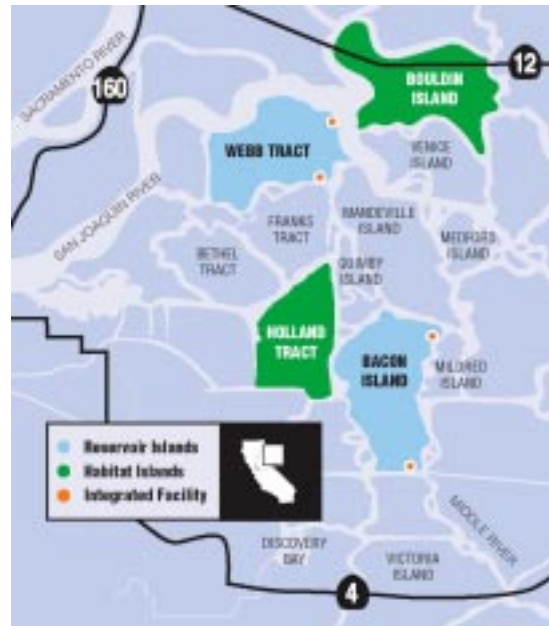 SACRAMENTO RIVER
160
12
BOULDIN
ISLAND
WEBB TRACT
VENICE
ISLAND
SAN JOAQUIN RIVER
FRANKS
TRACT
MANDEVILLE
ISLAND
MEDFORD
ISLAND
BETHEL
TRACT
QUIMBY
ISLAND
HOLLAND
TRACT
BACON
ISLAND
MILDRED
ISLAND
Reservoir Islands
Habitat Islands
Integrated Facility
MIDDLE RIVER
DISCOVERY
BAY
VICTORIA
ISLAND
4